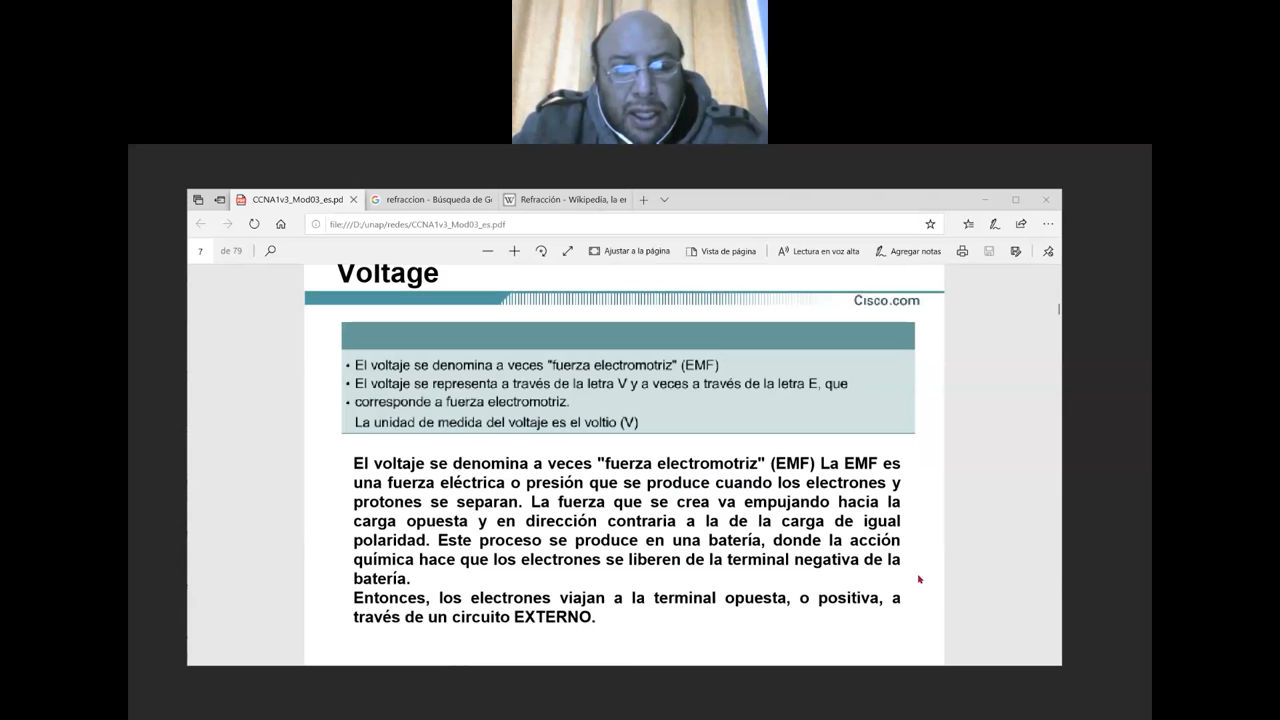 CCNA1v3_Mod03_es.pd
refraccion - Búsqueda de G
Refracción - Wikipedia, la e
file:///D:/unap/redes/CCNA1v3_Mod03_es.pdf
7 de 79
Ajustar a la página
Vista de página
Lectura en voz alta
Agregar notas
Voltage
Cisco.com
• El voltaje se denomina a veces "fuerza electromotriz" (EMF)
• El voltaje se representa a través de la letra V y a veces a través de la letra E, que
• corresponde a fuerza electromotriz.
La unidad de medida del voltaje es el voltio (V)
El voltaje se denomina a veces "fuerza electromotriz" (EMF) La EMF es
una fuerza eléctrica o presión que se produce cuando los electrones y
protones se separan. La fuerza que se crea va empujando hacia la
carga opuesta y en dirección contraria a la de la carga de igual
polaridad. Este proceso se produce en una batería, donde la acción
química hace que los electrones se liberen de la terminal negativa de la
batería.
Entonces, los electrones viajan a la terminal opuesta, o positiva, a
través de un circuito EXTERNO.